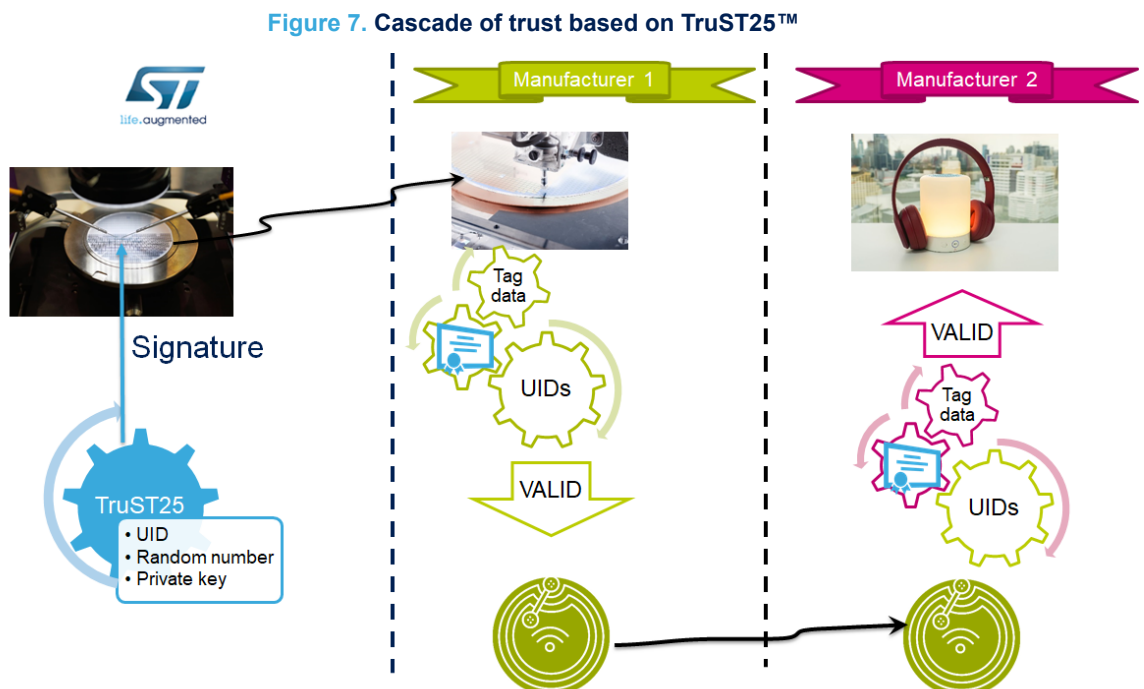 Figure 7. Cascade of trust based on TruST25™
ST
life.augmented
Manufacturer 1
Manufacturer 2
Signature
TruST25
• UID
• Random number
• Private key
Tag
data
UIDs
VALID
VALID
Tag
data
UIDs